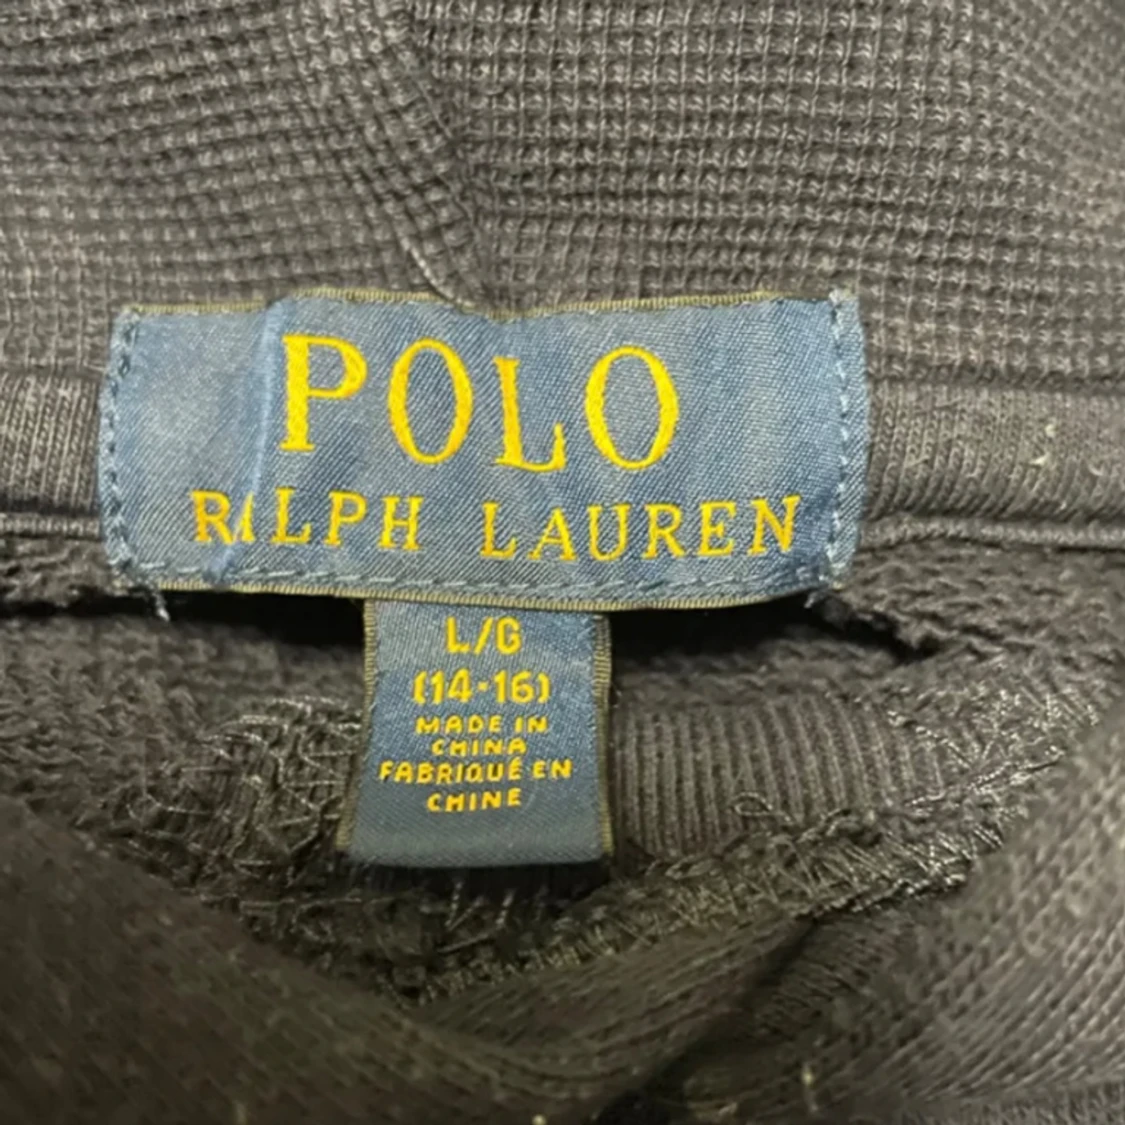 POLO
RALPH LAUREN
L/G
(14-16)
MADE IN
CHINA
FABRIQUÉ EN
CHINE